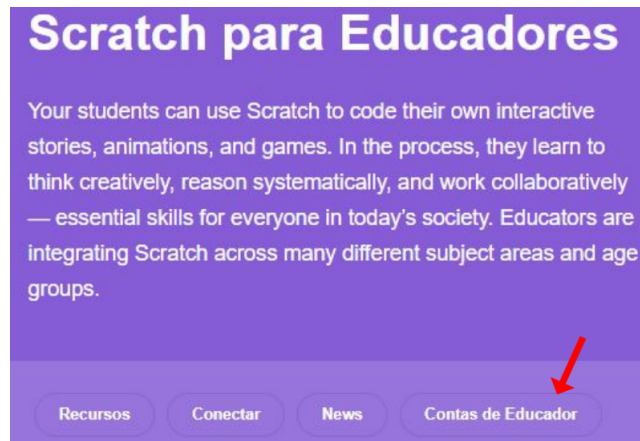 Scratch para Educadores
Your students can use Scratch to code their own interactive
stories, animations, and games. In the process, they learn to
think creatively, reason systematically, and work collaboratively
— essential skills for everyone in today's society. Educators are
integrating Scratch across many different subject areas and age
groups.
Recursos Conectar News Contas de Educador